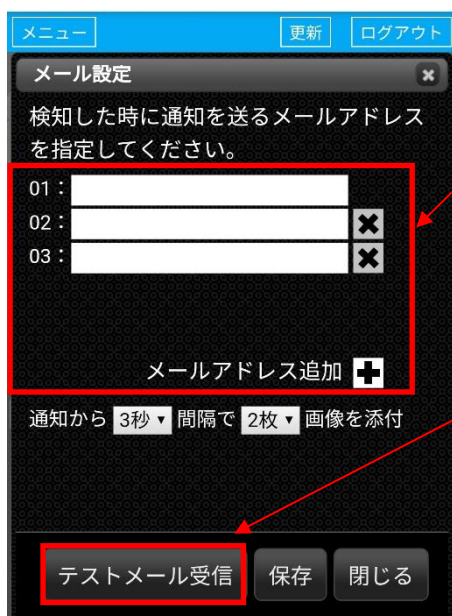 メニュー 更新 ログアウト
メール設定
検知した時に通知を送るメールアドレス
を指定してください。
01：
02：
03：
メールアドレス追加
通知から 3秒 間隔で 2枚 画像を添付
テストメール受信 保存 閉じる